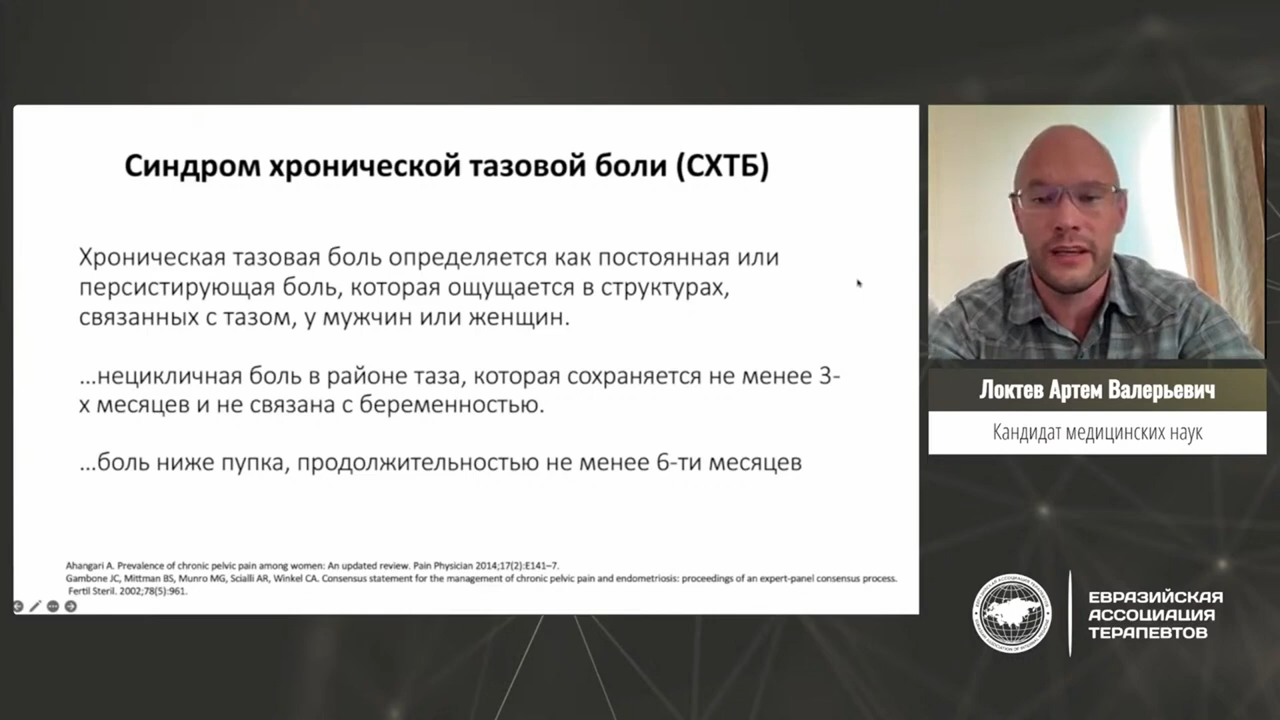 Синдром хронической тазовой боли (СХТБ)
Хроническая тазовая боль определяется как постоянная или
персистирующая боль, которая ощущается в структурах,
связанных с тазом, у мужчин или женщин.
...нецикличная боль в районе таза, которая сохраняется не менее 3-
х месяцев и не связана с беременностью.
...боль ниже пупка, продолжительностью не менее 6-ти месяцев
Ahangari A. Prevalence of chronic pelvic pain among women: An updated review. Pain Physician 2014;17(2):E141–7.
Gambone JC, Mittman BS, Munro MG, Scialli AR, Winkel CA. Consensus statement for the management of chronic pelvic pain and endometriosis: proceedings of an expert-panel consensus process.
Fertil Steril. 2002;78(5):961.
Локтев Артем Валерьевич
Кандидат медицинских наук
ЕВРАЗИЙСКАЯ
АССОЦИАЦИЯ
ТЕРАПЕВТОВ